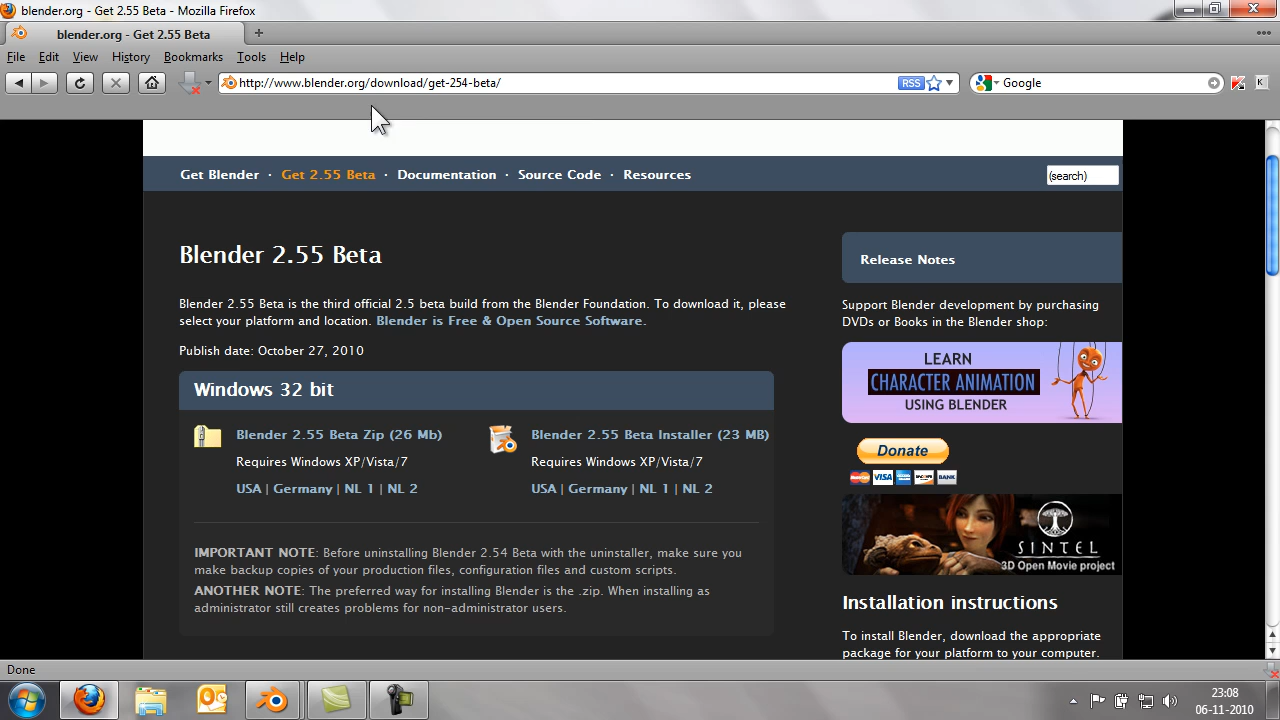 blender.org - Get 2.55 Beta - Mozilla Firefox
blender.org - Get 2.55 Beta
File Edit View History Bookmarks Tools Help
http://www.blender.org/download/get-254-beta/
RSS
Google
K
Get Blender · Get 2.55 Beta · Documentation · Source Code · Resources
(search)
Blender 2.55 Beta
Blender 2.55 Beta is the third official 2.5 beta build from the Blender Foundation. To download it, please
select your platform and location. Blender is Free & Open Source Software.
Publish date: October 27, 2010
Windows 32 bit
Blender 2.55 Beta Zip (26 Mb)
Requires Windows XP/Vista/7
USA | Germany | NL 1 | NL 2
Blender 2.55 Beta Installer (23 MB)
Requires Windows XP/Vista/7
USA | Germany | NL 1 | NL 2
IMPORTANT NOTE: Before uninstalling Blender 2.54 Beta with the uninstaller, make sure you
make backup copies of your production files, configuration files and custom scripts.
ANOTHER NOTE: The preferred way for installing Blender is the .zip. When installing as
administrator still creates problems for non-administrator users.
Release Notes
Support Blender development by purchasing
DVDs or Books in the Blender shop:
LEARN
CHARACTER ANIMATION
USING BLENDER
Donate
VISA
BANK
SINTEL
3D Open Movie project
Installation instructions
To install Blender, download the appropriate
package for your platform to your computer.
Done
23:08
06-11-2010